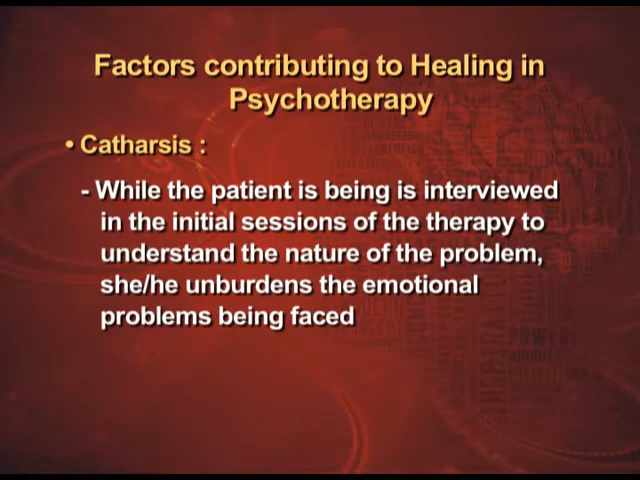 Factors contributing to Healing in
Psychotherapy
• Catharsis :
- While the patient is being is interviewed
in the initial sessions of the therapy to
understand the nature of the problem,
she/he unburdens the emotional
problems being faced